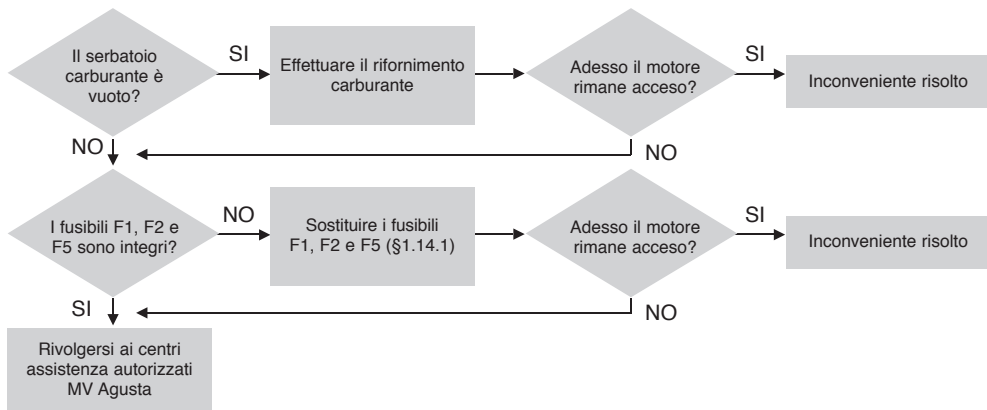 Il serbatoio
carburante è
vuoto?
SI
Effettuare il rifornimento
carburante
Adesso il motore
rimane acceso?
SI
Inconveniente risolto
NO
NO
I fusibili F1, F2 e
F5 sono integri?
NO
Sostituire i fusibili
F1, F2 e F5 (§1.14.1)
Adesso il motore
rimane acceso?
SI
Inconveniente risolto
SI
NO
Rivolgersi ai centri
assistenza autorizzati
MV Agusta